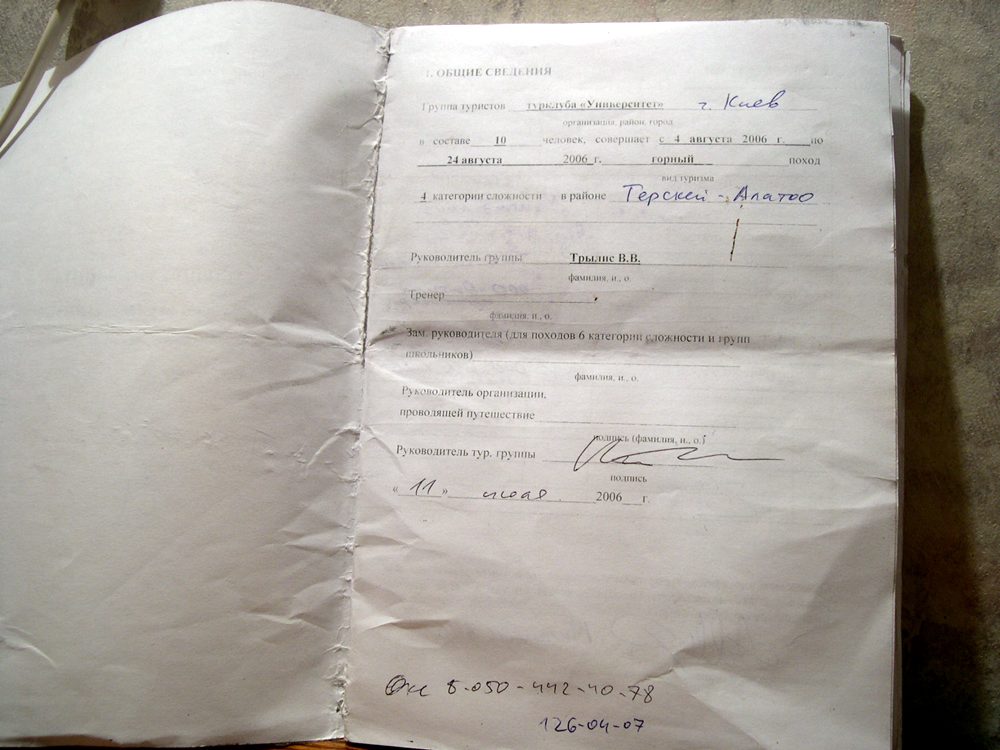 1. ОБЩИЕ СВЕДЕНИЯ
Группа туристов турклуба «Университет» г. Киев
организация, район, город
в составе 10 человек, совершает с 4 августа 2006 г. по
24 августа 2006 г. горный поход
вид туризма
4 категории сложности в районе Терскей-Алатоо
Руководитель группы Трылис В.В.
фамилия, и., о.
Тренер
фамилия, и., о.
Зам. руководителя (для походов 6 категории сложности и групп
школьников)
фамилия, и., о.
Руководитель организации,
проводящей путешествие
подпись (фамилия, и., о.)
Руководитель тур. группы
подпись
« 11 » 2006 г.
8-050-442-40-78
126-04-07